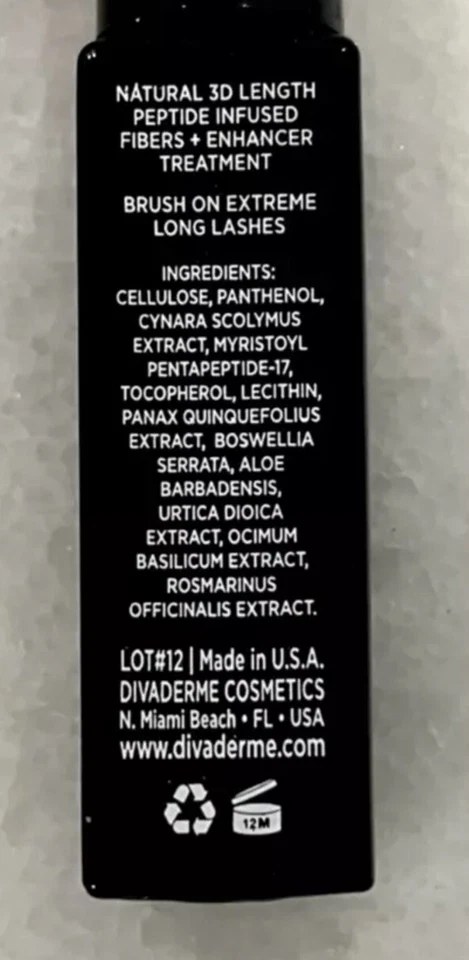 NATURAL 3D LENGTH
PEPTIDE INFUSED
FIBERS + ENHANCER
TREATMENT
BRUSH ON EXTREME
LONG LASHES
INGREDIENTS:
CELLULOSE, PANTHENOL,
CYNARA SCOLYMUS
EXTRACT, MYRISTOYL
PENTAPEPTIDE-17,
TOCOPHEROL, LECITHIN,
PANAX QUINQUEFOLIUS
EXTRACT, BOSWELLIA
SERRATA, ALOE
BARBADENSIS,
URTICA DIOICA
EXTRACT, OCIMUM
BASILICUM EXTRACT,
ROSMARINUS
OFFICINALIS EXTRACT.
LOT#12 | Made in U.S.A.
DIVADERME COSMETICS
N. Miami Beach • FL • USA
www.divaderme.com
12M